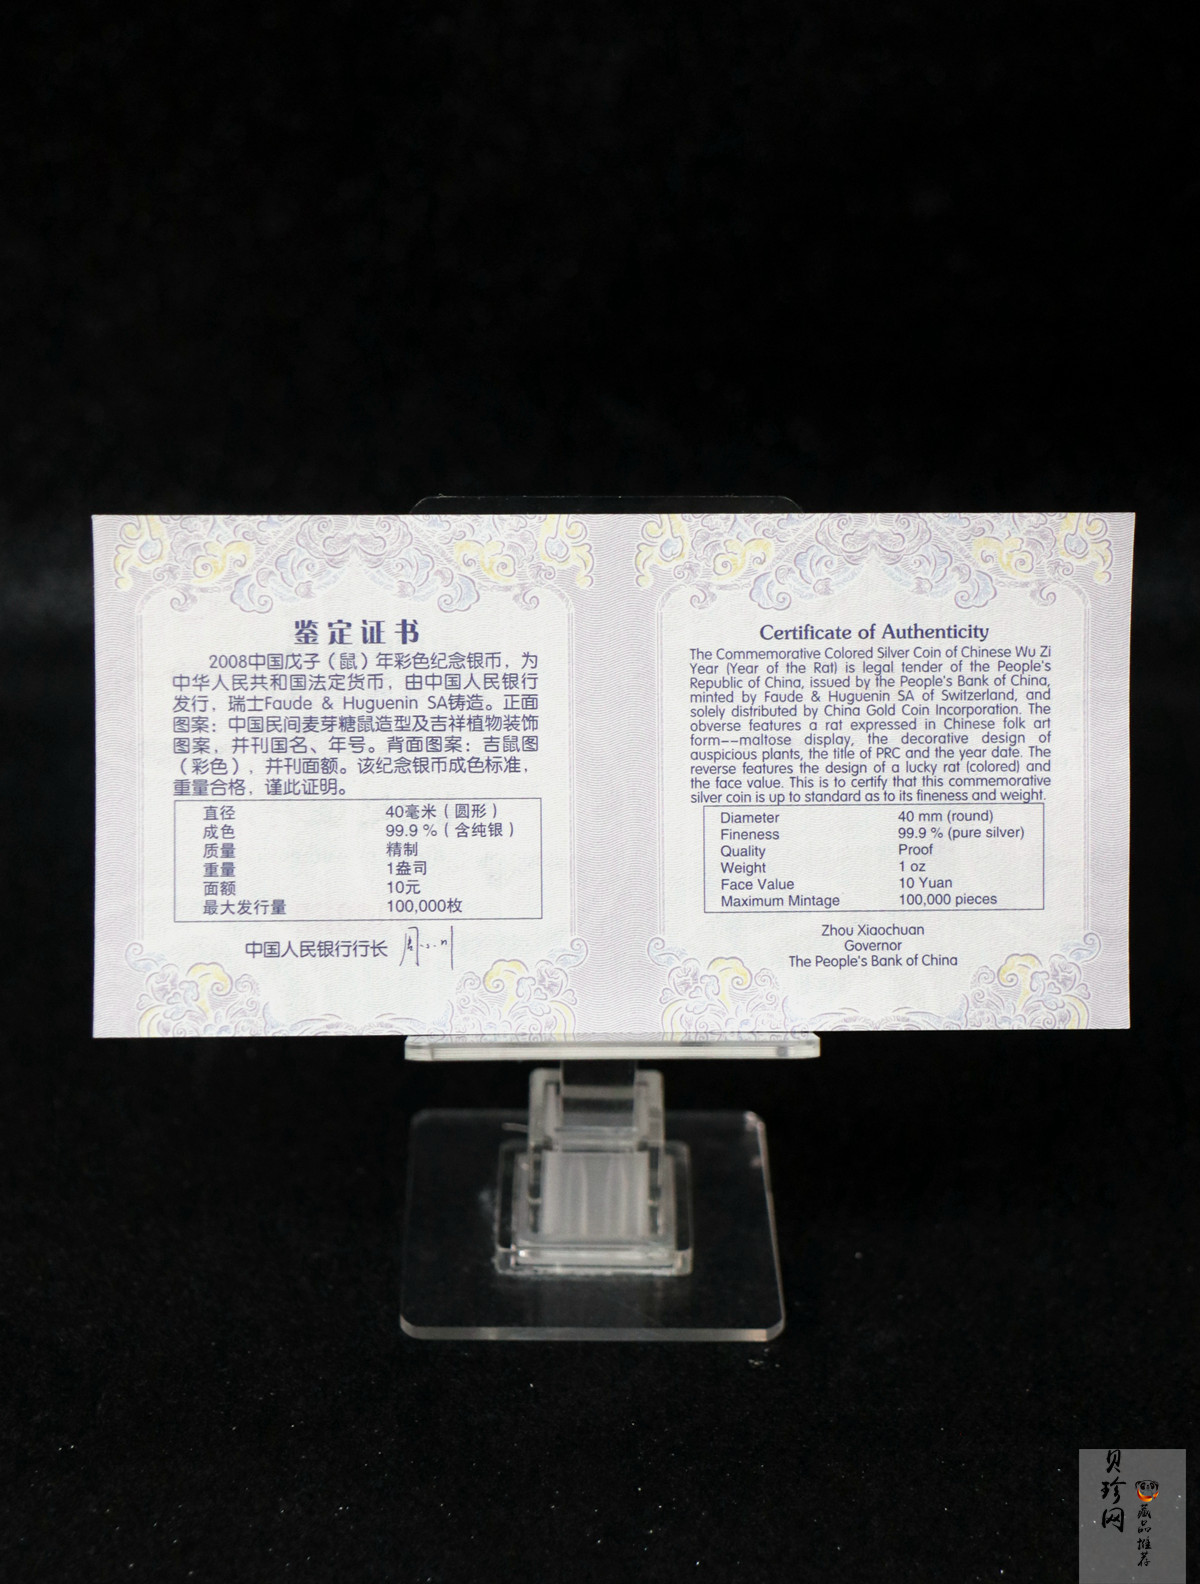 鉴定证书
2008中国戊子（鼠）年彩色纪念银币，为
中华人民共和国法定货币，由中国人民银行
发行，瑞士Faude & Huguenin SA铸造。正面
图案：中国民间麦芽糖鼠造型及吉祥植物装饰
图案，并刊国名、年号。背面图案：吉鼠图
（彩色），并刊面额。该纪念银币成色标准，
重量合格，谨此证明。
直径 40毫米（圆形）
成色 99.9 %（含纯银）
质量 精制
重量 1盎司
面额 10元
最大发行量 100,000枚
中国人民银行行长
Certificate of Authenticity
The Commemorative Colored Silver Coin of Chinese Wu Zi
Year (Year of the Rat) is legal tender of the People's
Republic of China, issued by the People's Bank of China,
minted by Faude & Huguenin SA of Switzerland, and
solely distributed by China Gold Coin Incorporation. The
obverse features a rat expressed in Chinese folk art
form--maltose display, the decorative design of
auspicious plants, the title of PRC and the year date. The
reverse features the design of a lucky rat (colored) and
the face value. This is to certify that this commemorative
silver coin is up to standard as to its fineness and weight.
Diameter 40 mm (round)
Fineness 99.9 % (pure silver)
Quality Proof
Weight 1 oz
Face Value 10 Yuan
Maximum Mintage 100,000 pieces
Zhou Xiaochuan
Governor
The People's Bank of China
贝珍网
藏品推荐